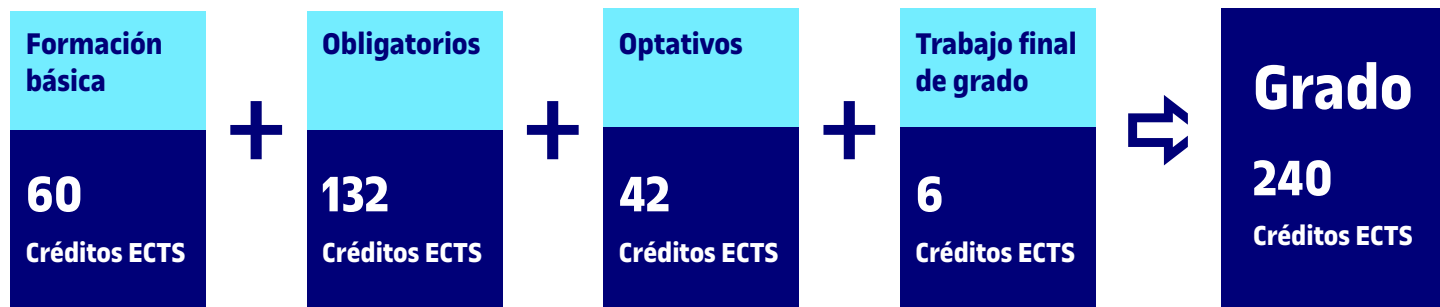 Formación
básica
60
Créditos ECTS
+
Obligatorios
132
Créditos ECTS
+
Optativos
42
Créditos ECTS
+
Trabajo final
de grado
6
Créditos ECTS
Grado
240
Créditos ECTS